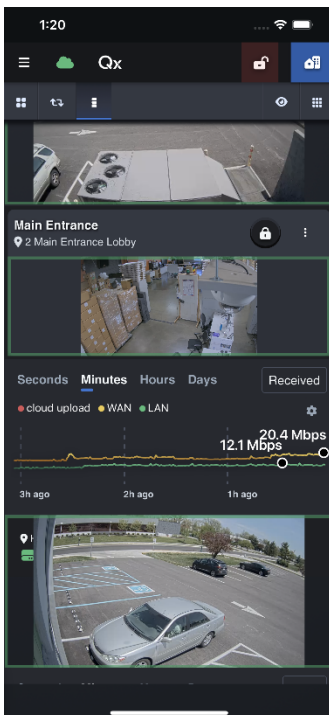 1:20
Qx
Main Entrance
2 Main Entrance Lobby
Seconds Minutes Hours Days Received
cloud upload WAN LAN
20.4 Mbps
12.1 Mbps
3h ago 2h ago 1h ago